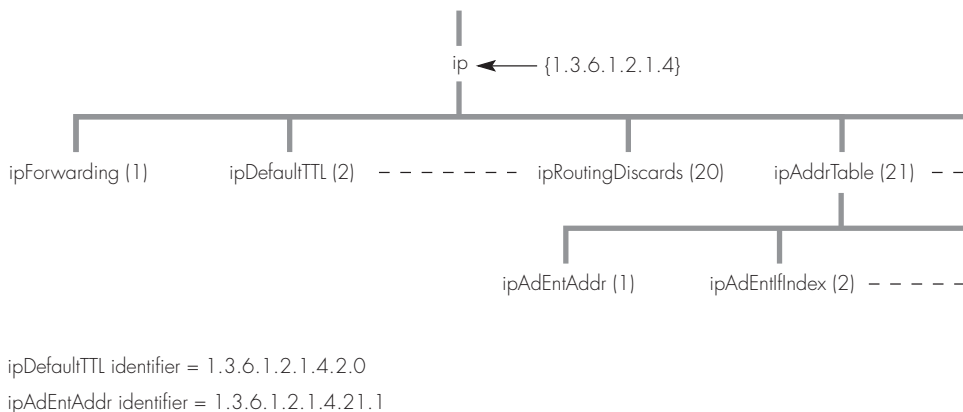 ip {1.3.6.1.2.1.4}
ipForwarding (1) ipDefaultTTL (2) ipRoutingDiscards (20) ipAddrTable (21)
ipAdEntAddr (1) ipAdEntIfIndex (2)
ipDefaultTTL identifier = 1.3.6.1.2.1.4.2.0
ipAdEntAddr identifier = 1.3.6.1.2.1.4.21.1